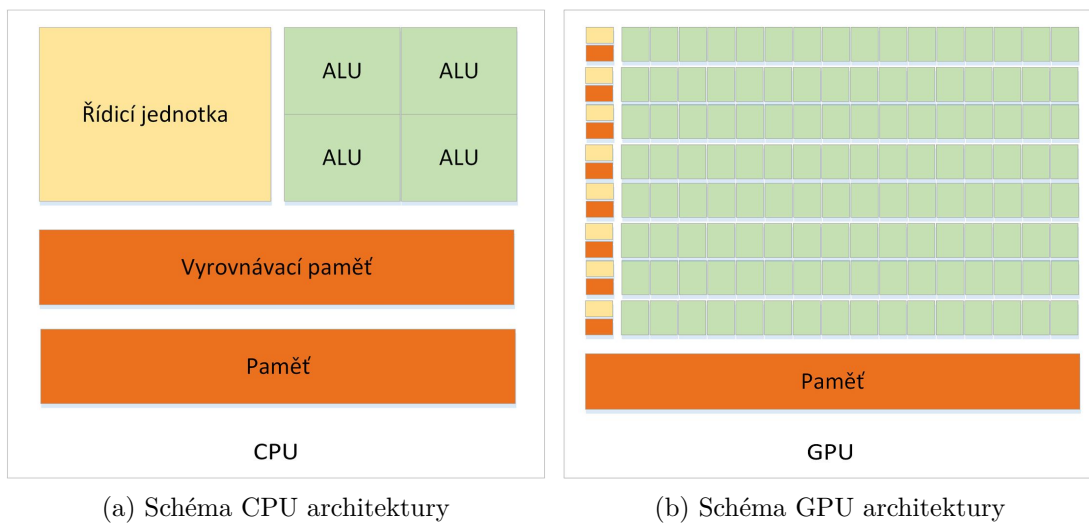 Řídicí jednotka
ALU ALU
ALU ALU
Vyrovnávací paměť
Paměť
CPU
(a) Schéma CPU architektury
Paměť
GPU
(b) Schéma GPU architektury